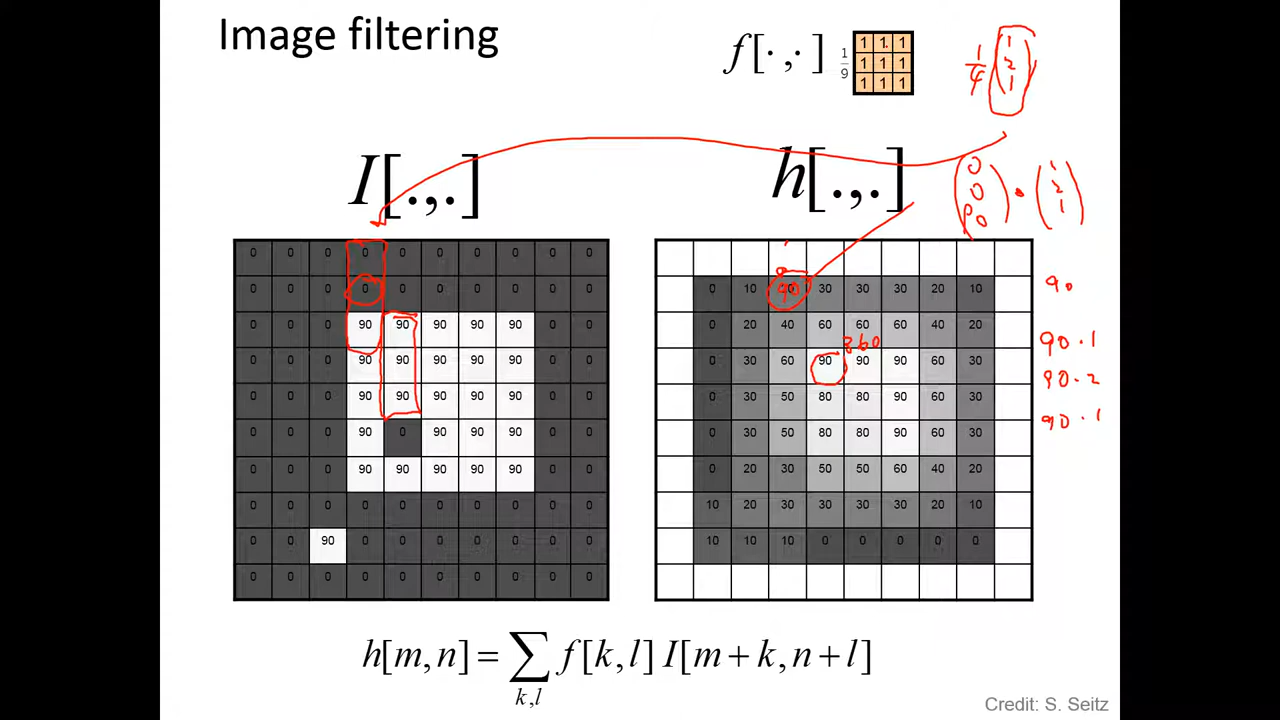 Image filtering
f[· ,· ] 1/9
1 1 1
1 1 1
1 1 1
1/4 (1 2 1)
I[.,.]
h[.,.]
(0 0 90) · (1 2 1)
0 0 0 0 0 0 0 0 0 0
0 0 0 0 0 0 0 0 0 0
0 0 0 90 90 90 90 90 0 0
0 0 0 90 90 90 90 90 0 0
0 0 0 90 90 90 90 90 0 0
0 0 0 90 0 90 90 90 0 0
0 0 0 90 90 90 90 90 0 0
0 0 0 0 0 0 0 0 0 0
0 0 90 0 0 0 0 0 0 0
0 0 0 0 0 0 0 0 0 0
0 10 90 30 30 30 20 10
0 20 40 60 60 60 40 20
360
0 30 60 90 90 90 60 30
0 30 50 80 80 90 60 30
0 30 50 80 80 90 60 30
0 20 30 50 50 60 40 20
10 20 30 30 30 30 20 10
10 10 10 0 0 0 0 0
90
90 · 1
90 · 2
90 · 1
h[m,n] = ∑ k,l f[k,l] I[m+k,n+l]
Credit: S. Seitz